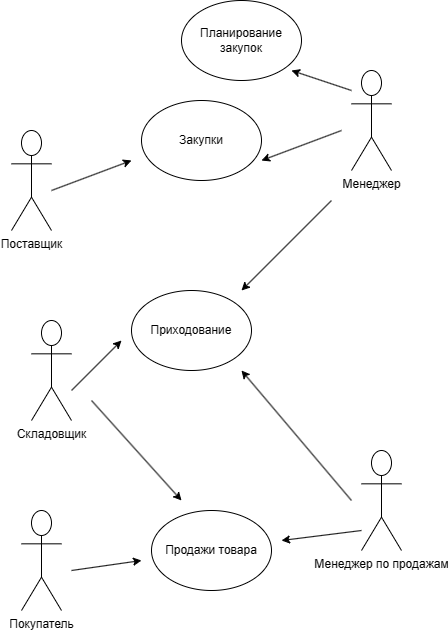 Планирование
закупок
Закупки
Менеджер
Поставщик
Приходование
Складовщик
Менеджер по продажам
Продажи товара
Покупатель